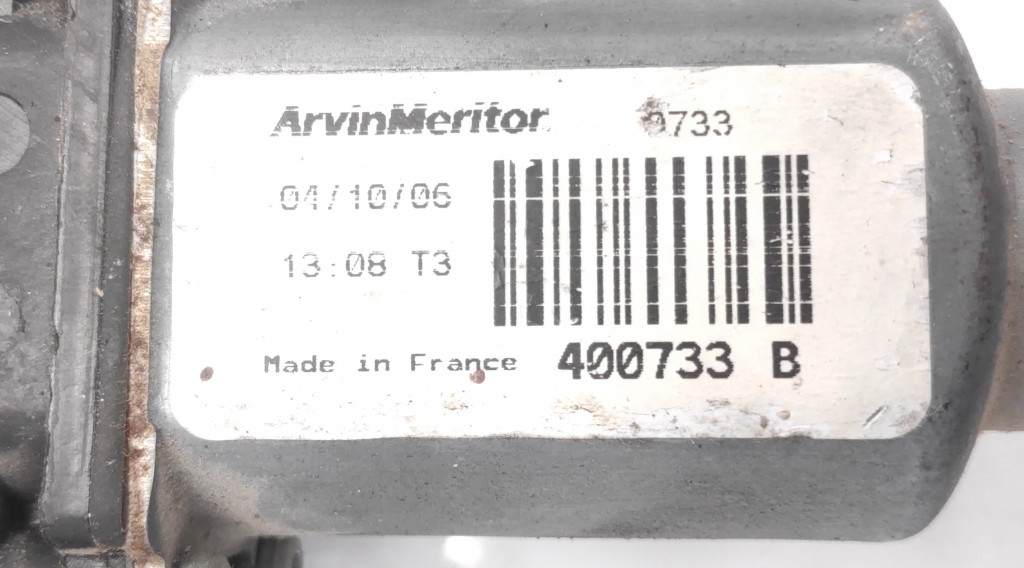 ArvinMeritor 0733
04/10/06
13:08 T3
Made in France 400733 B